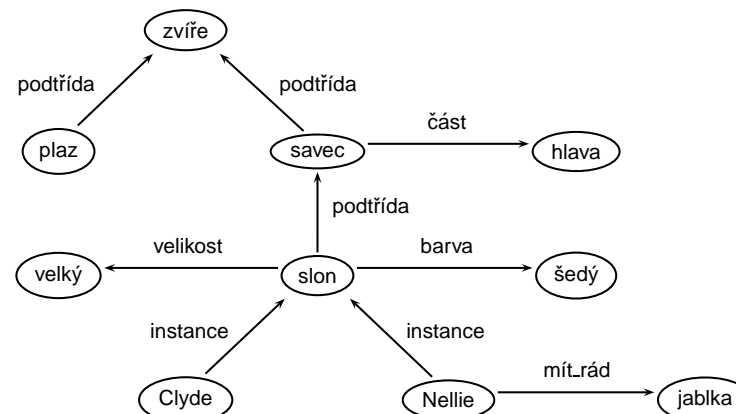 zvíře
podtřída podtřída
část
plaz savec hlava
podtřída
velikost barva
velký slon šedý
instance instance
mít_rád
Clyde Nellie jablka